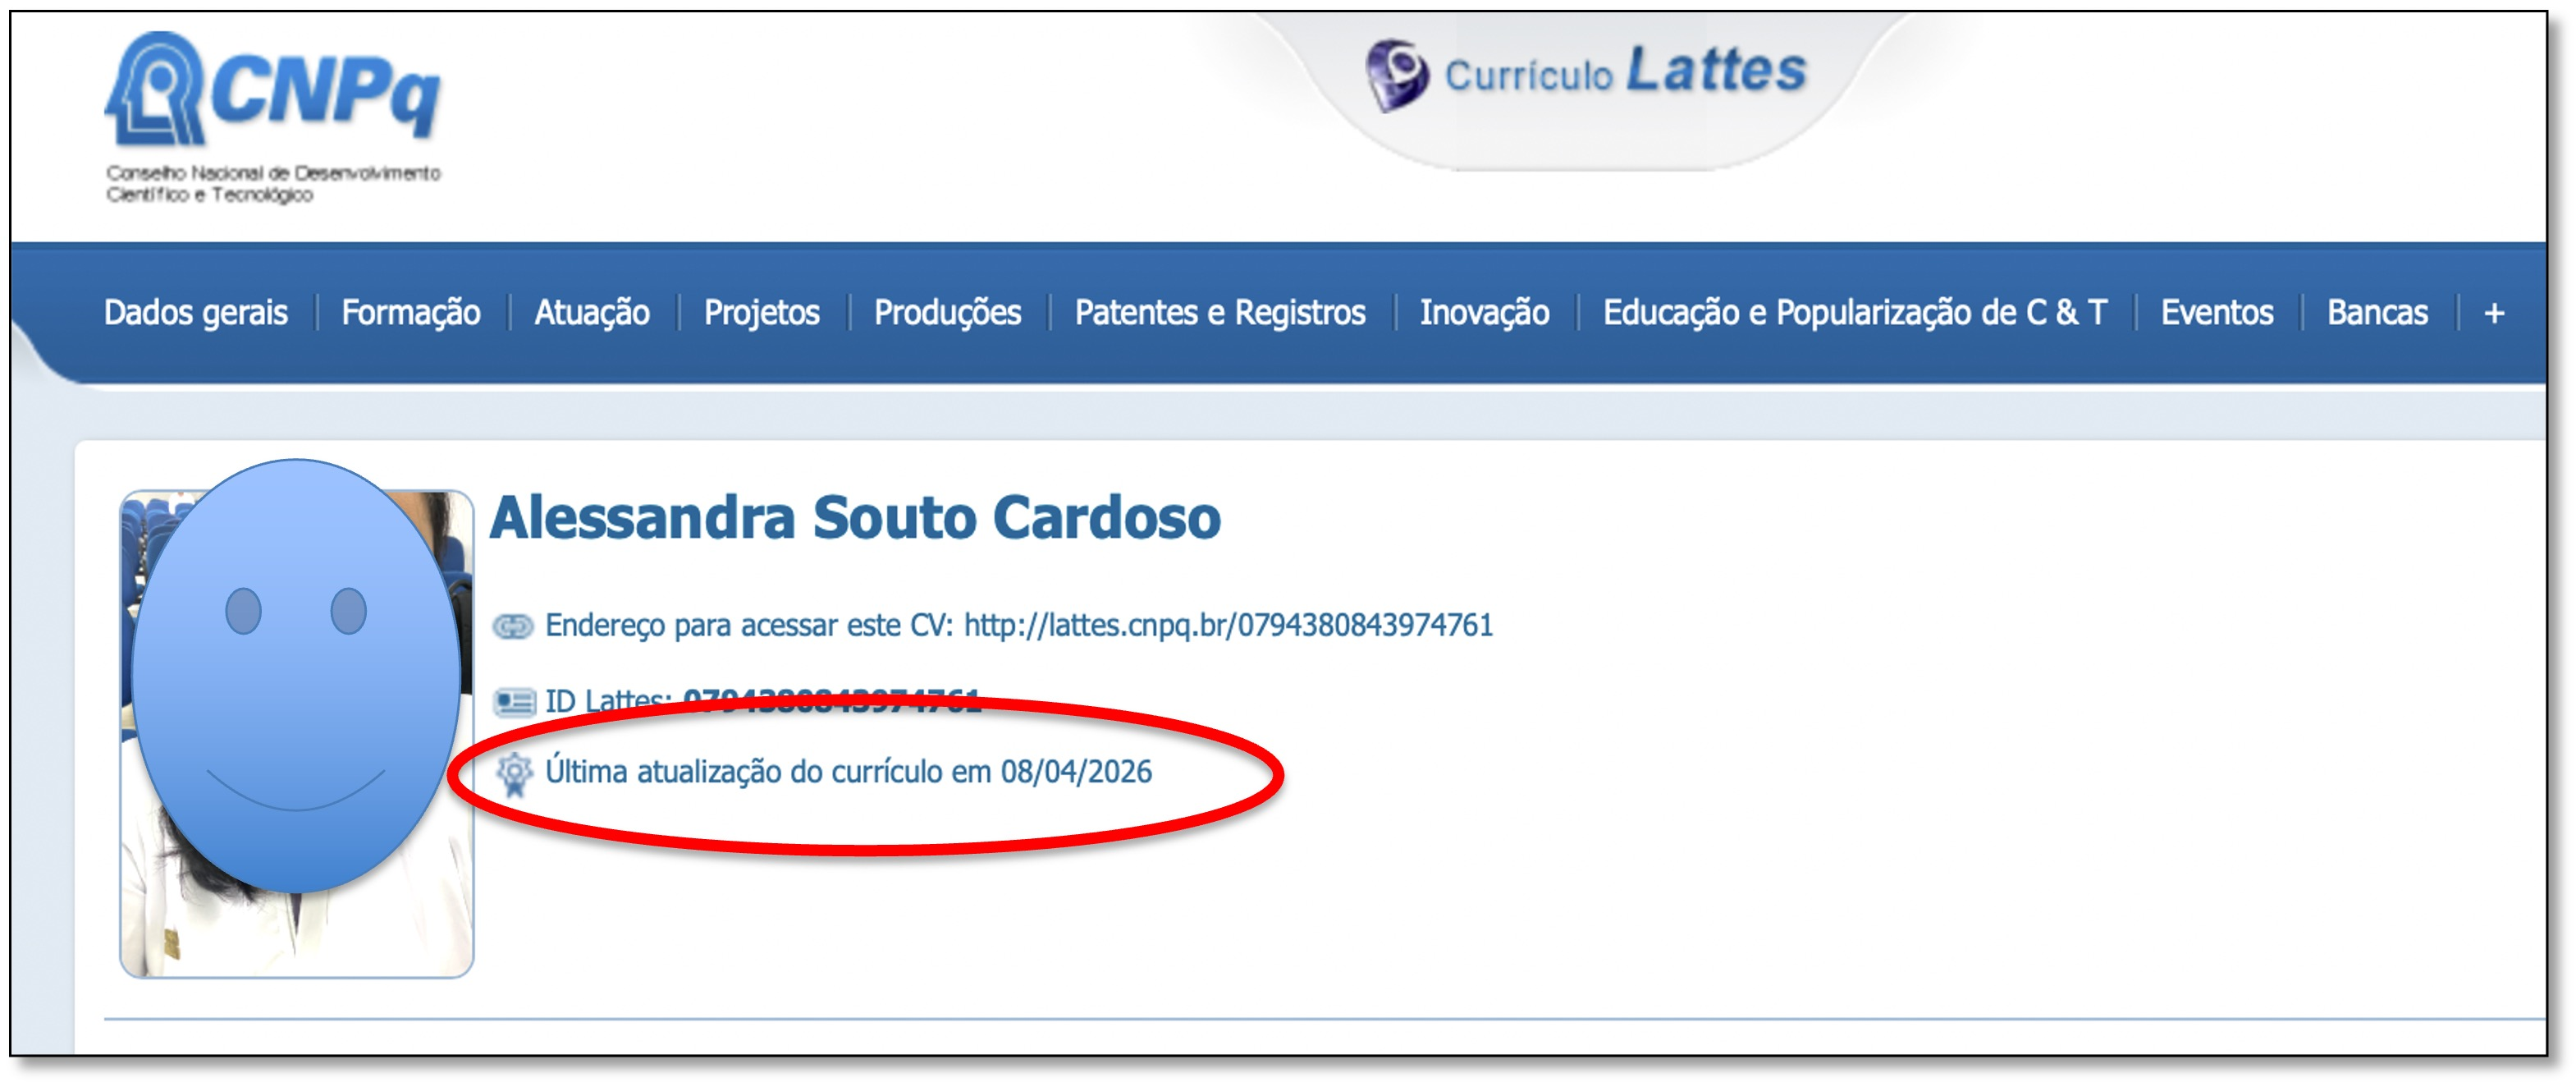 CNPq
Conselho Nacional de Desenvolvimento
Científico e Tecnológico
Currículo Lattes
Dados gerais Formação Atuação Projetos Produções Patentes e Registros Inovação Educação e Popularização de C & T Eventos Bancas +
Alessandra Souto Cardoso
Endereço para acessar este CV: http://lattes.cnpq.br/0794380843974761
ID Lattes: 0794380843974761
Última atualização do currículo em 08/04/2026